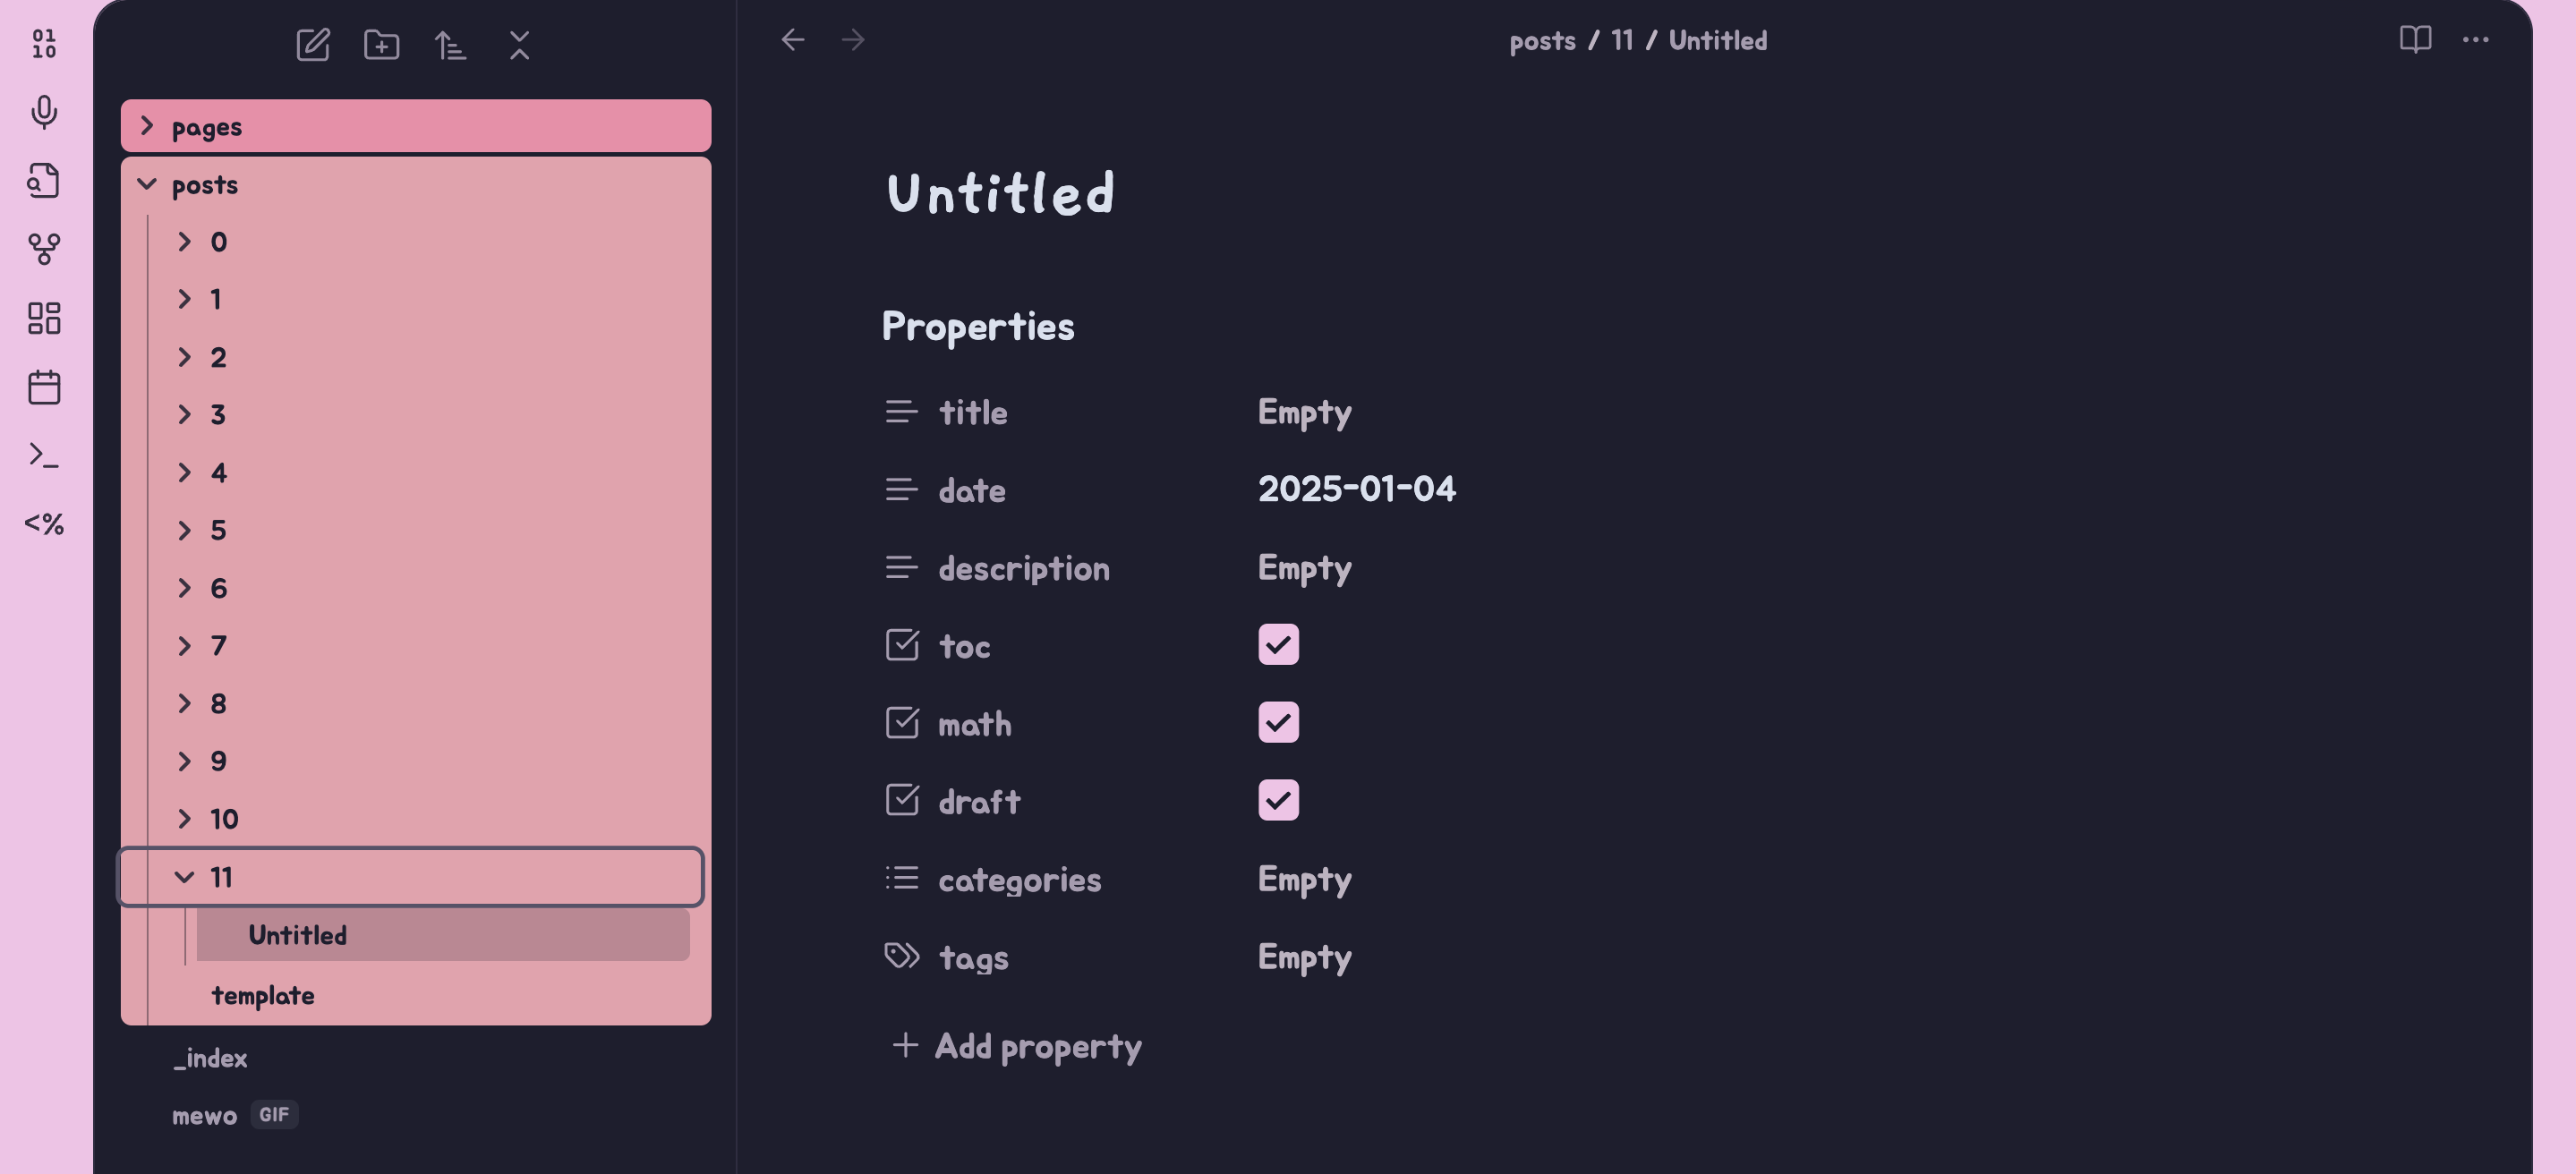 01
10
<%
pages
posts
0
1
2
3
4
5
6
7
8
9
10
11
Untitled
template
_index
mewo GIF
posts / 11 / Untitled
Untitled
Properties
title Empty
date 2025-01-04
description Empty
toc
math
draft
categories Empty
tags Empty
+ Add property